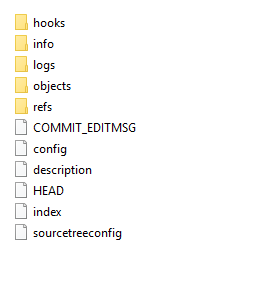 hooks
info
logs
objects
refs
COMMIT_EDITMSG
config
description
HEAD
index
sourcetreeconfig